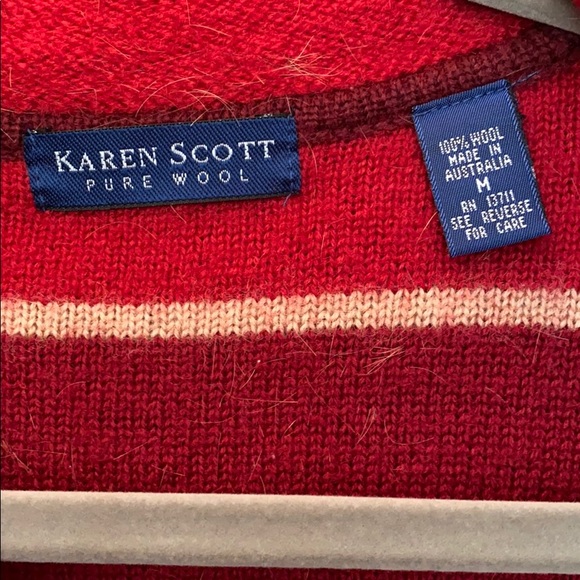 KAREN SCOTT
PURE WOOL
100% WOOL
MADE IN
AUSTRALIA
M
RN 13711
SEE REVERSE
FOR CARE